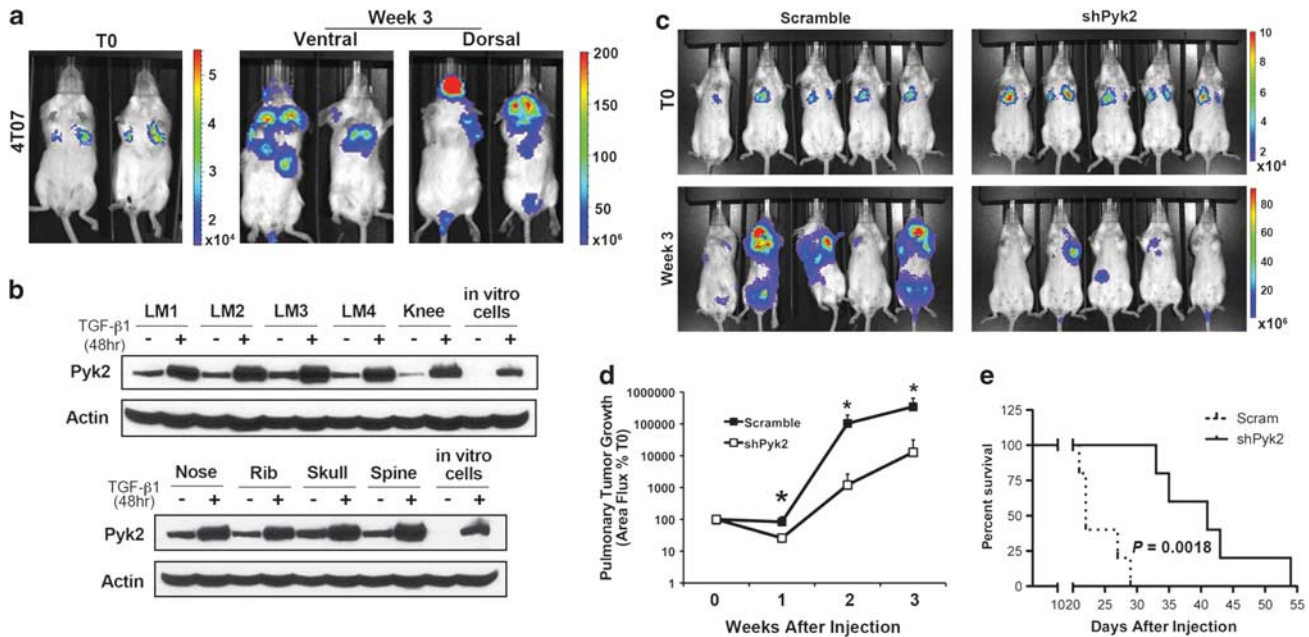 a
Week 3
T0
Ventral
Dorsal
4T07
5
4
3
2
x10⁴
200
150
100
50
x10⁶
b
LM1 LM2 LM3 LM4 Knee in vitro cells
TGF-β1 (48hr) - + - + - + - + - + - +
Pyk2
Actin
Nose Rib Skull Spine in vitro cells
TGF-β1 (48hr) - + - + - + - + - +
Pyk2
Actin
c
Scramble
shPyk2
T0
10
8
6
4
2
x10⁴
Week 3
80
60
40
20
x10⁶
d
Pulmonary Tumor Growth
(Area Flux % T0)
1000000
100000
10000
1000
100
10
1
Scramble
shPyk2
* * *
0 1 2 3
Weeks After Injection
e
Percent survival
125
100
75
50
25
0
Scram
shPyk2
P = 0.0018
10 20 25 30 35 40 45 50 55
Days After Injection